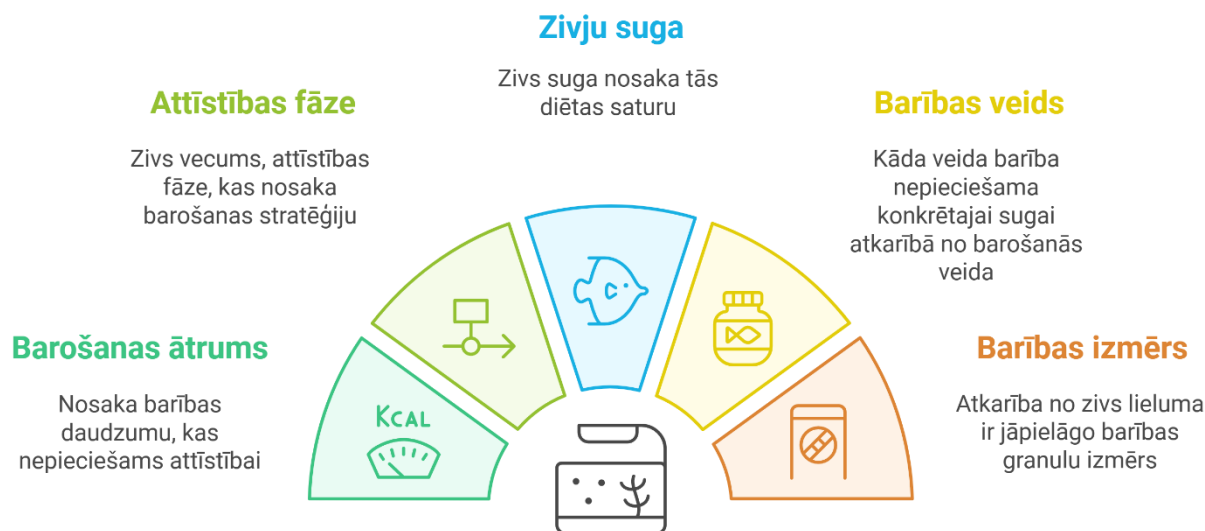 Zivju suga
Zivs suga nosaka tās
diētas saturu
Attīstības fāze
Zivs vecums, attīstības
fāze, kas nosaka
barošanas stratēģiju
Barības veids
Kāda veida barība
nepieciešama
konkrētajai sugai
atkarībā no barošanās
veida
Barošanas ātrums
Nosaka barības
daudzumu, kas
nepieciešams attīstībai
KCAL
Barības izmērs
Atkarība no zivs lieluma
ir jāpielāgo barības
granulu izmērs